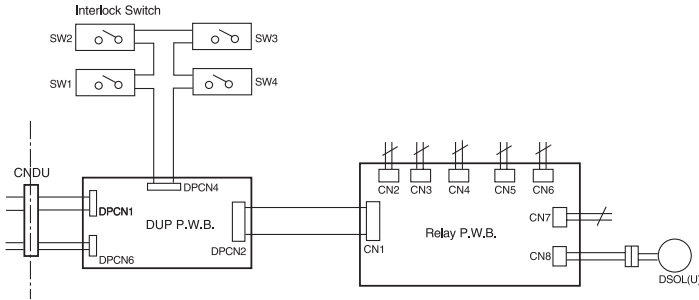 Interlock Switch
SW2
SW3
SW1
SW4
CNDU
DPCN4
CN2
CN3
CN4
CN5
CN6
DPCN1
DUP P.W.B.
DPCN2
DPCN6
CN1
Relay P.W.B.
CN7
CN8
DSOL(U)